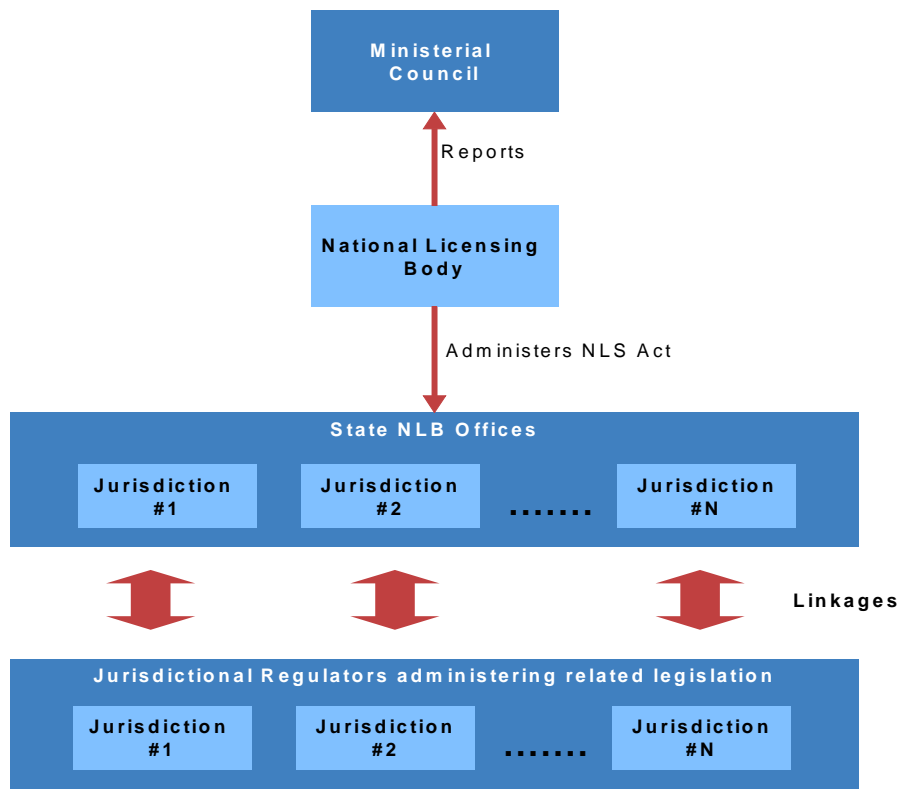 Ministerial
Council
Reports
National Licensing
Body
Administers NLS Act
State NLB Offices
Jurisdiction
#1
Jurisdiction
#2
.......
Jurisdiction
#N
Linkages
Jurisdictional Regulators administering related legislation
Jurisdiction
#1
Jurisdiction
#2
.......
Jurisdiction
#N